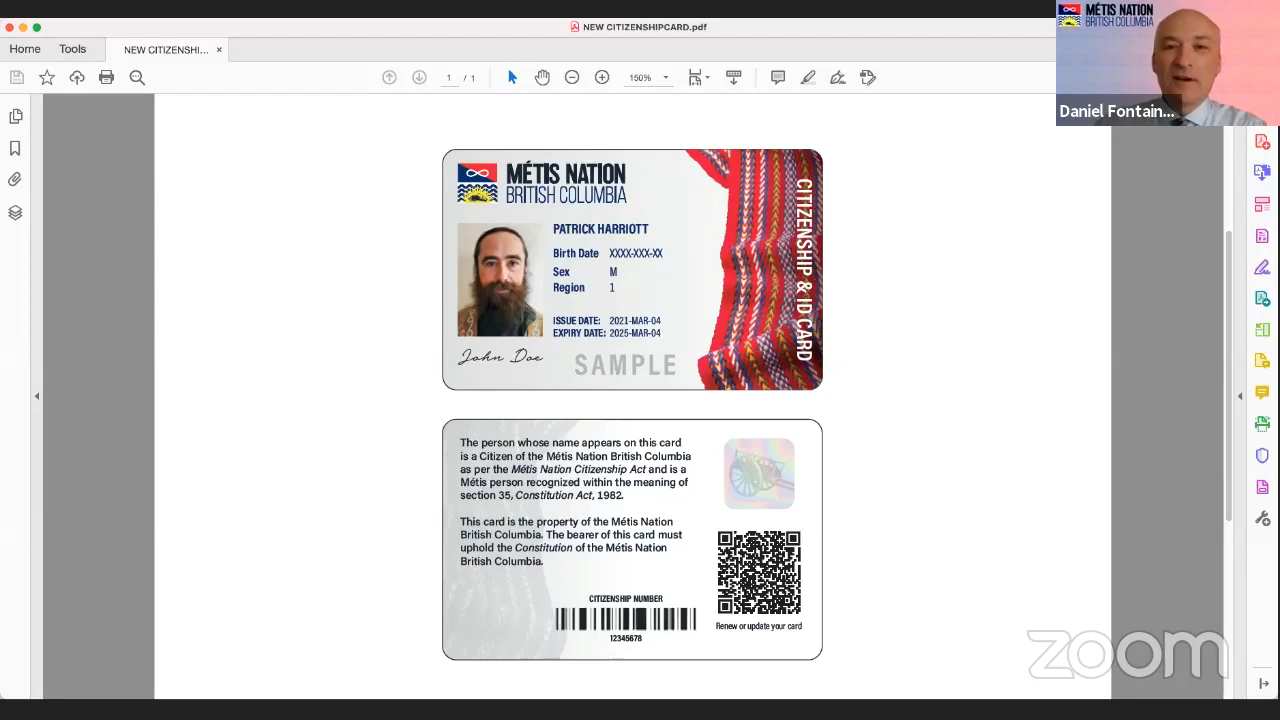 NEW CITIZENSHIPCARD.pdf
MÉTIS NATION
BRITISH COLUMBIA
Home Tools NEW CITIZENSHI... ×
1 / 1 150%
Daniel Fontain...
MÉTIS NATION
BRITISH COLUMBIA
CITIZENSHIP & ID CARD
PATRICK HARRIOTT
Birth Date XXXX-XXX-XX
Sex M
Region 1
ISSUE DATE: 2021-MAR-04
EXPIRY DATE: 2025-MAR-04
John Doe
SAMPLE
The person whose name appears on this card
is a Citizen of the Métis Nation British Columbia
as per the Métis Nation Citizenship Act and is a
Métis person recognized within the meaning of
section 35, Constitution Act, 1982.
This card is the property of the Métis Nation
British Columbia. The bearer of this card must
uphold the Constitution of the Métis Nation
British Columbia.
CITIZENSHIP NUMBER
12345678
Renew or update your card
zoom